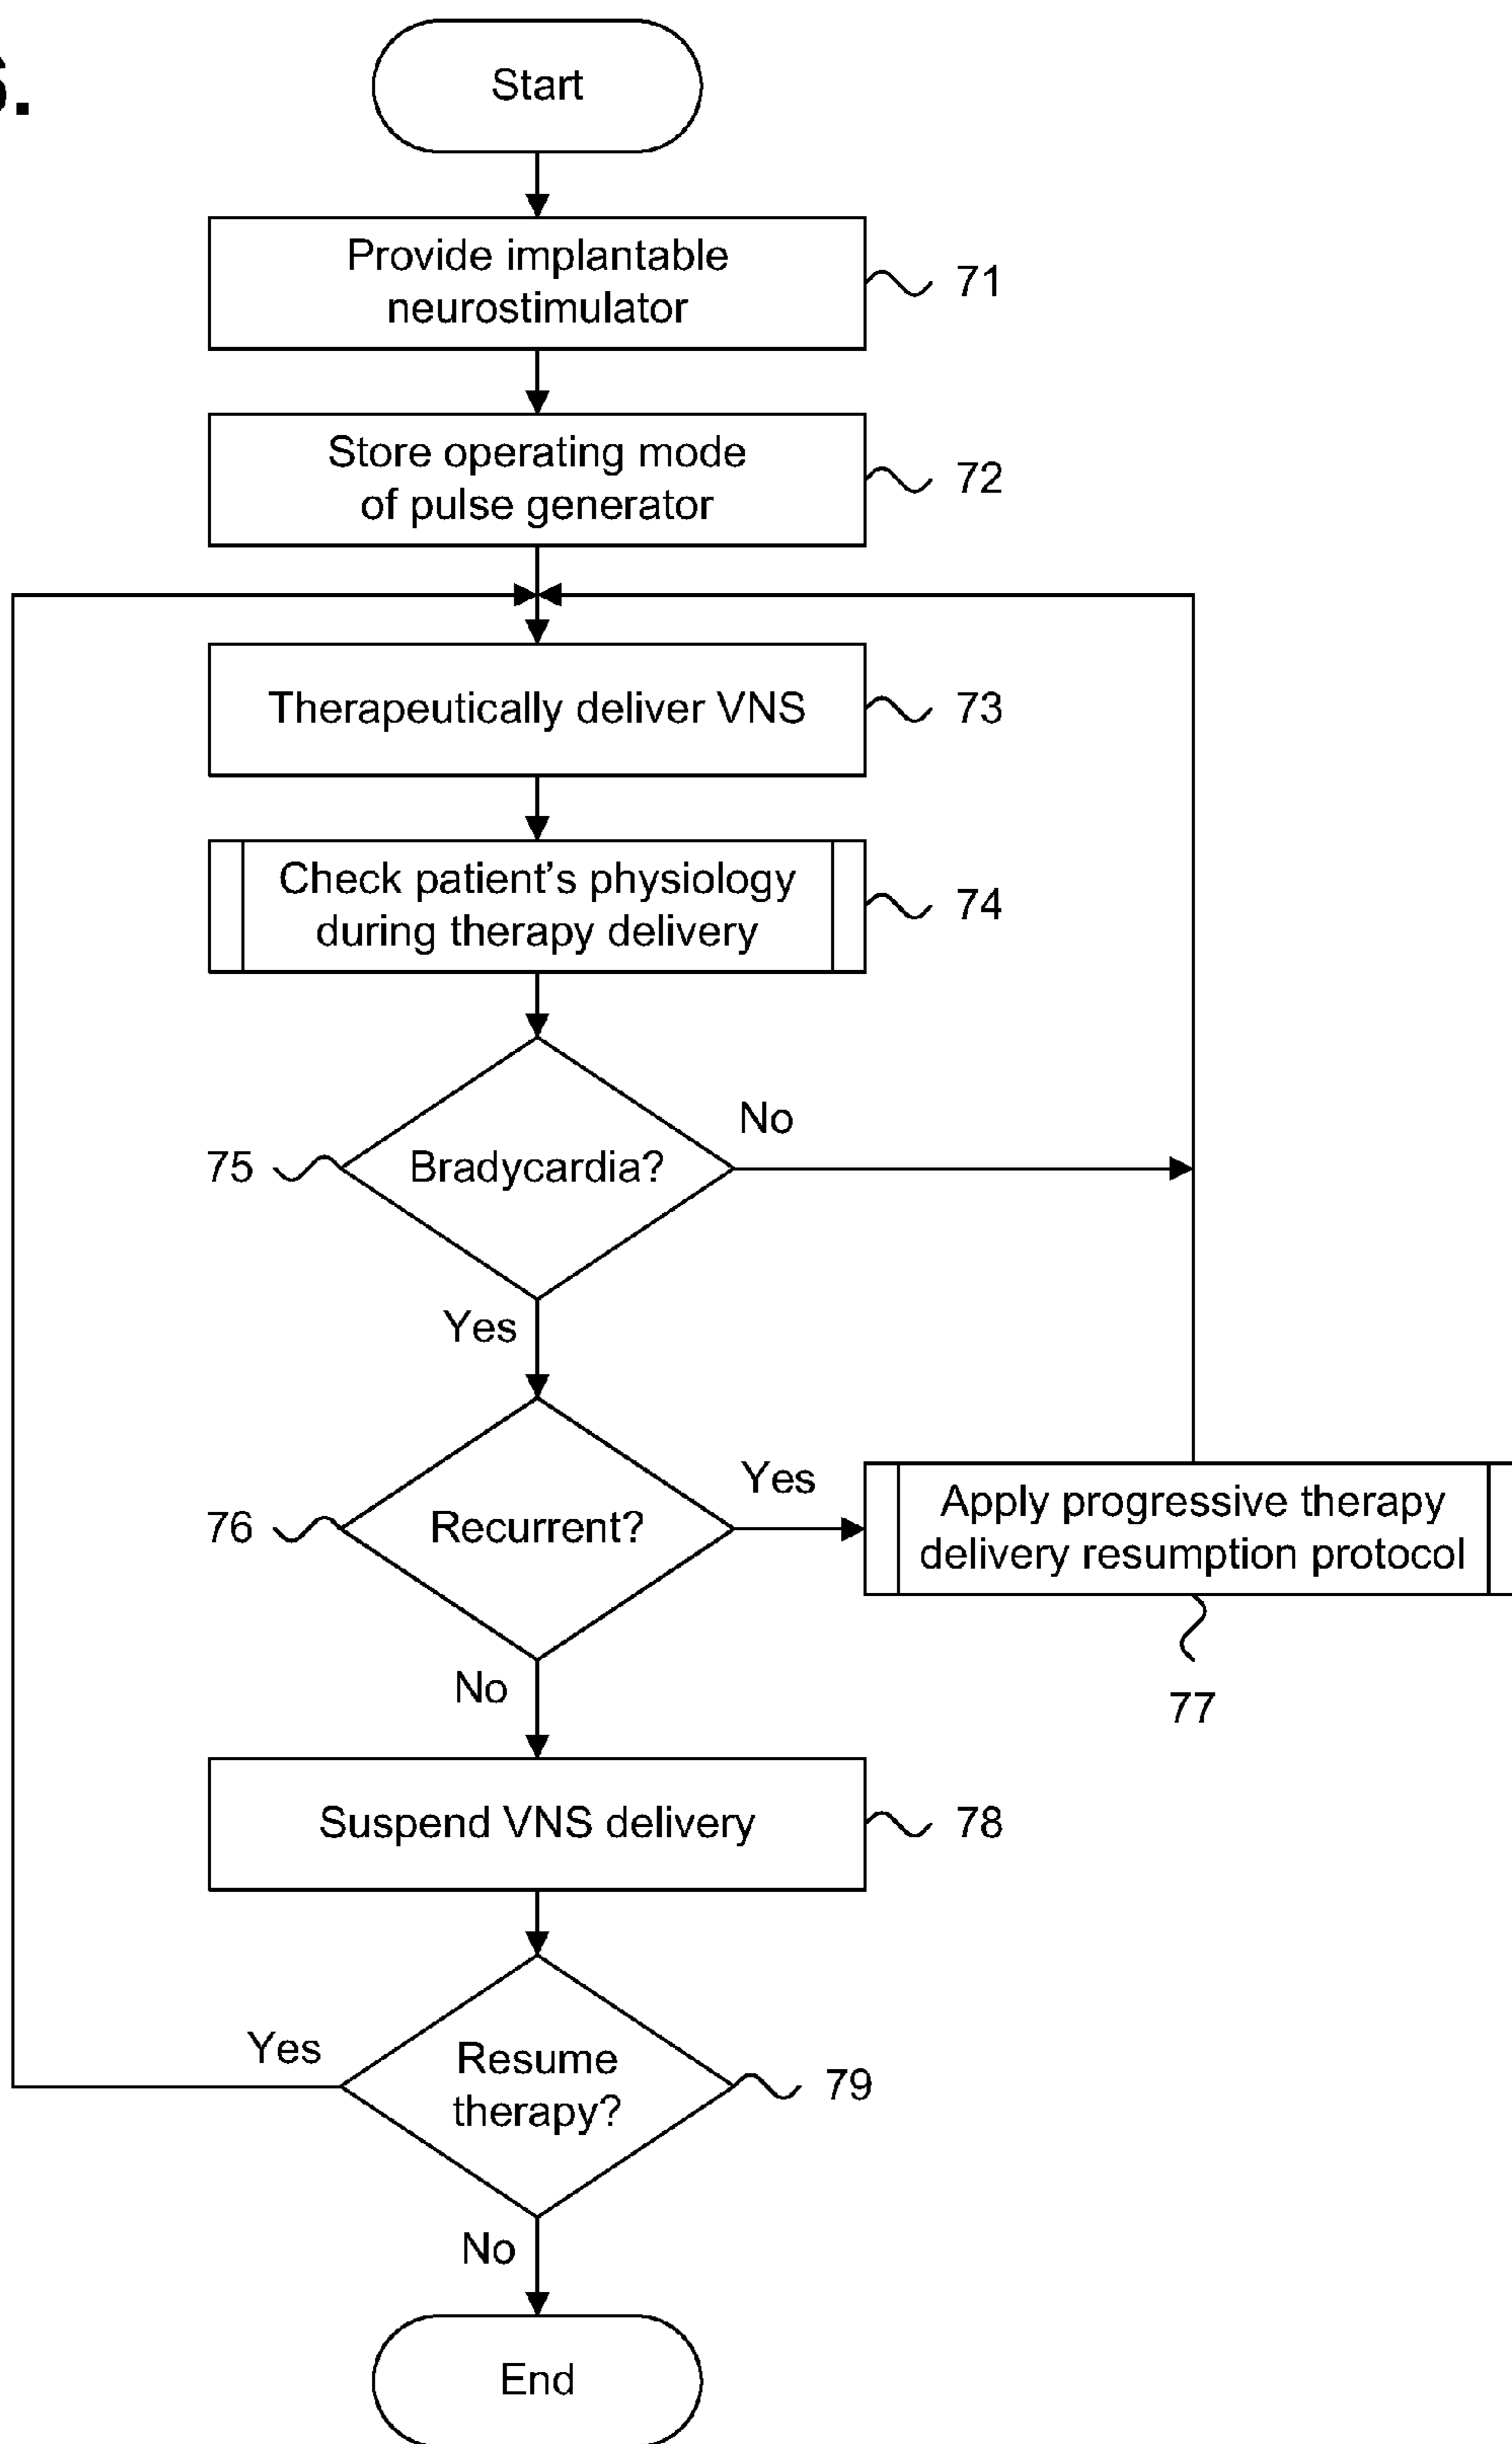 Start
Provide implantable
neurostimulator
71
Store operating mode
of pulse generator
72
Therapeutically deliver VNS
73
Check patient's physiology
during therapy delivery
74
No
75
Bradycardia?
Yes
Yes
76
Recurrent?
Apply progressive therapy
delivery resumption protocol
No
77
Suspend VNS delivery
78
Yes
Resume
therapy?
79
No
End